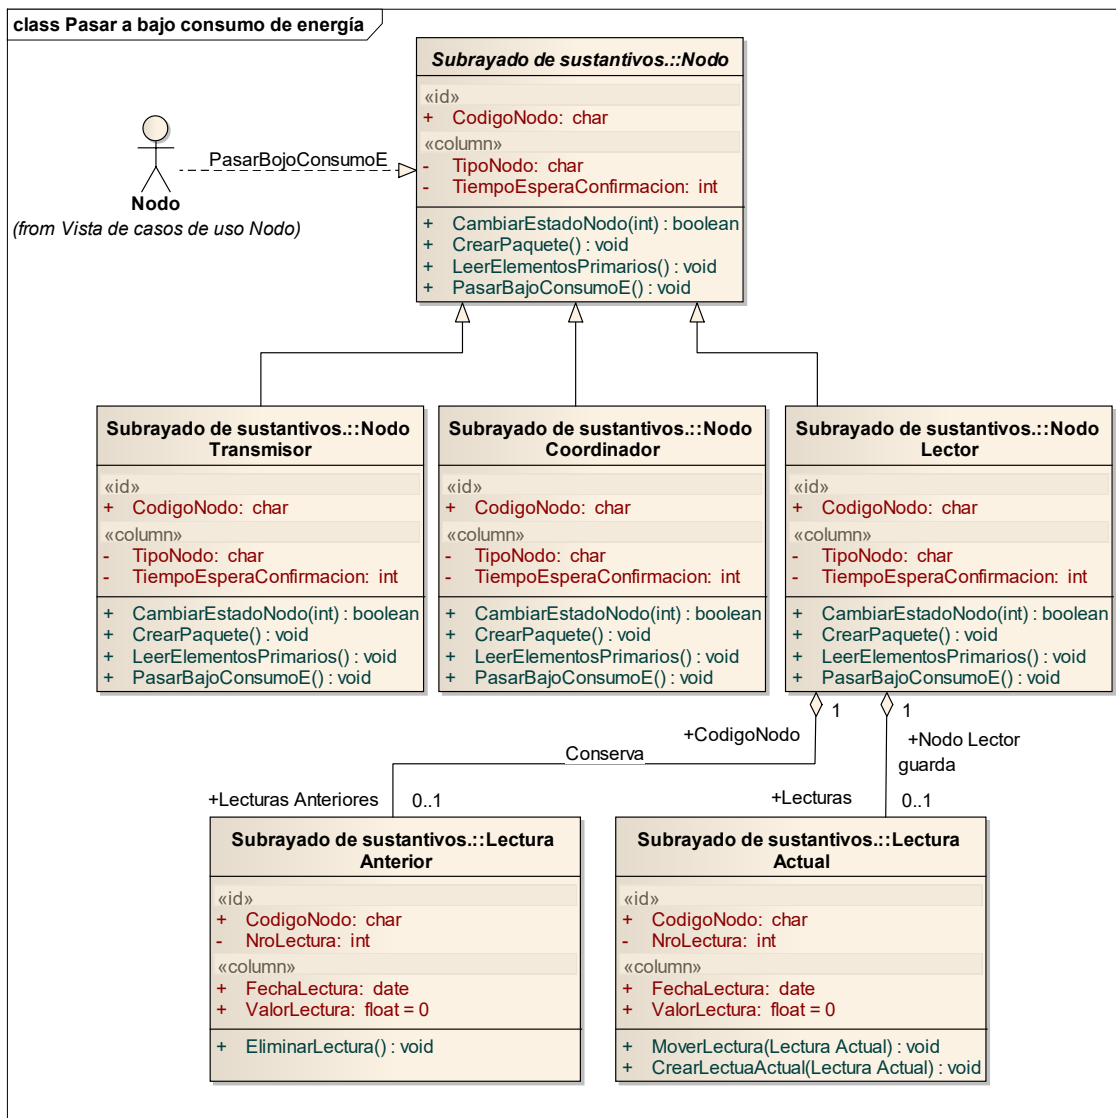 class Pasar a bajo consumo de energía
Subrayado de sustantivos.::Nodo
«id»
+ CodigoNodo: char
«column»
- TipoNodo: char
- TiempoEsperaConfirmacion: int
+ CambiarEstadoNodo(int) : boolean
+ CrearPaquete() : void
+ LeerElementosPrimarios() : void
+ PasarBajoConsumoE() : void
PasarBojoConsumoE
Nodo
(from Vista de casos de uso Nodo)
Subrayado de sustantivos.::Nodo
Transmisor
«id»
+ CodigoNodo: char
«column»
- TipoNodo: char
- TiempoEsperaConfirmacion: int
+ CambiarEstadoNodo(int) : boolean
+ CrearPaquete() : void
+ LeerElementosPrimarios() : void
+ PasarBajoConsumoE() : void
Subrayado de sustantivos.::Nodo
Coordinador
«id»
+ CodigoNodo: char
«column»
- TipoNodo: char
- TiempoEsperaConfirmacion: int
+ CambiarEstadoNodo(int) : boolean
+ CrearPaquete() : void
+ LeerElementosPrimarios() : void
+ PasarBajoConsumoE() : void
Subrayado de sustantivos.::Nodo
Lector
«id»
+ CodigoNodo: char
«column»
- TipoNodo: char
- TiempoEsperaConfirmacion: int
+ CambiarEstadoNodo(int) : boolean
+ CrearPaquete() : void
+ LeerElementosPrimarios() : void
+ PasarBajoConsumoE() : void
1
+CodigoNodo
Conserva
+Lecturas Anteriores
0..1
1
+Nodo Lector
guarda
+Lecturas
0..1
Subrayado de sustantivos.::Lectura
Anterior
«id»
+ CodigoNodo: char
- NroLectura: int
«column»
+ FechaLectura: date
+ ValorLectura: float = 0
+ EliminarLectura() : void
Subrayado de sustantivos.::Lectura
Actual
«id»
+ CodigoNodo: char
- NroLectura: int
«column»
+ FechaLectura: date
+ ValorLectura: float = 0
+ MoverLectura(Lectura Actual) : void
+ CrearLectuaActual(Lectura Actual) : void